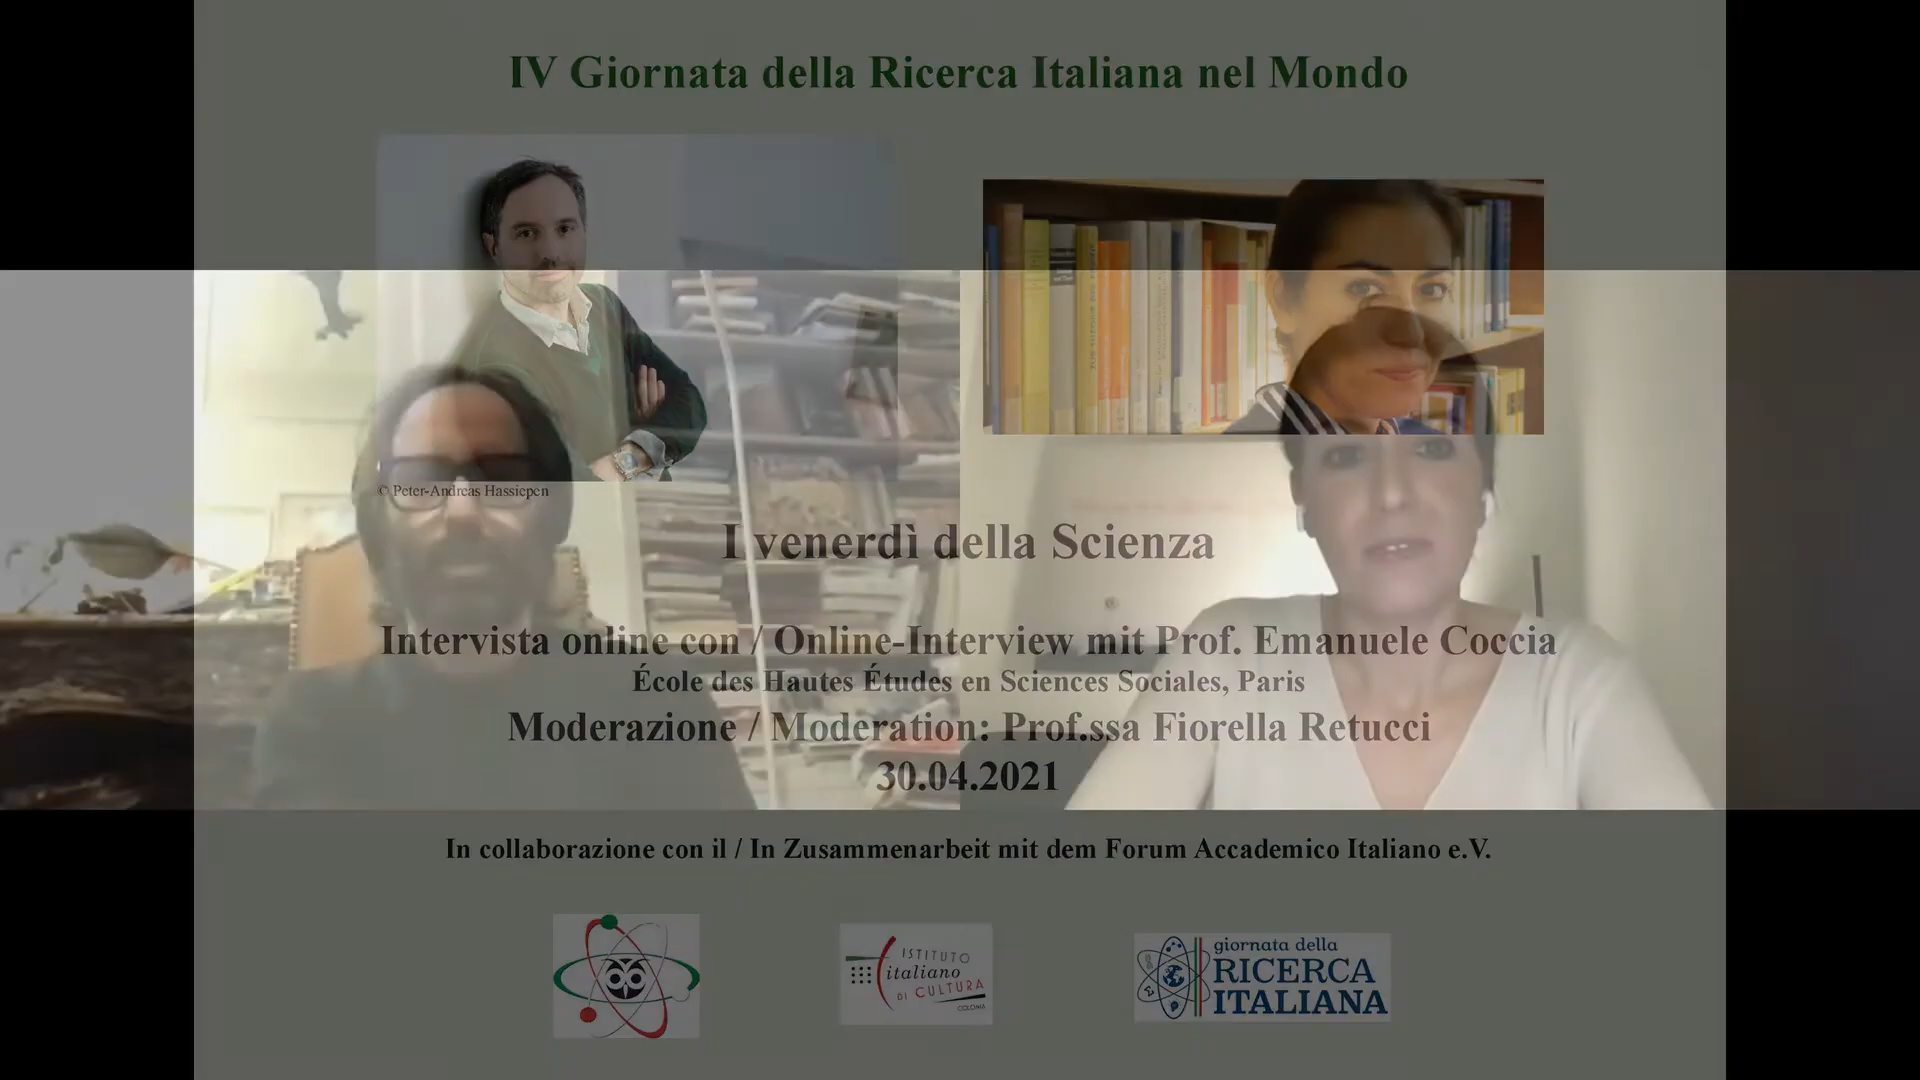 IV Giornata della Ricerca Italiana nel Mondo
© Peter-Andreas Hassiepen
I venerdì della Scienza
Intervista online con / Online-Interview mit Prof. Emanuele Coccia
École des Hautes Études en Sciences Sociales, Paris
Moderazione / Moderation: Prof.ssa Fiorella Retucci
30.04.2021
In collaborazione con il / In Zusammenarbeit mit dem Forum Accademico Italiano e.V.
ISTITUTO
italiano
DI CULTURA
COLONIA
giornata della
RICERCA
ITALIANA